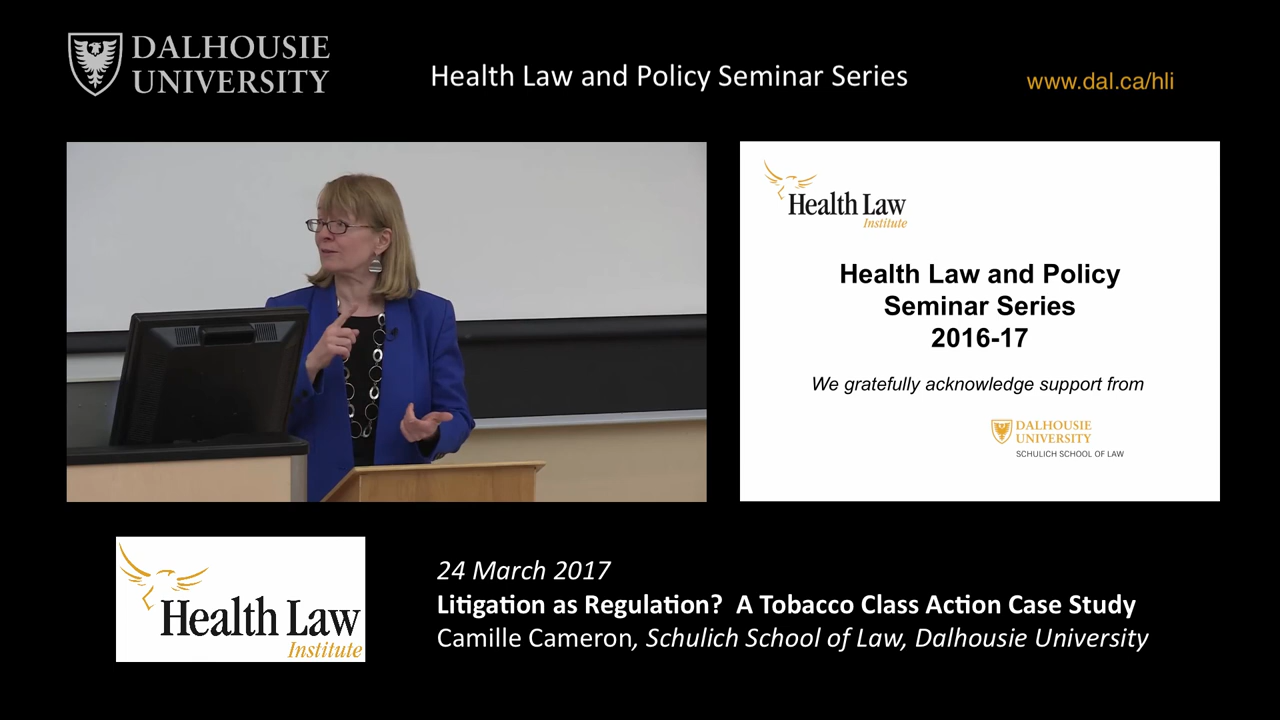 DALHOUSIE
UNIVERSITY
Health Law and Policy Seminar Series
www.dal.ca/hli
Health Law
Institute
Health Law and Policy
Seminar Series
2016-17
We gratefully acknowledge support from
DALHOUSIE
UNIVERSITY
SCHULICH SCHOOL OF LAW
Health Law
Institute
24 March 2017
Litigation as Regulation? A Tobacco Class Action Case Study
Camille Cameron, Schulich School of Law, Dalhousie University